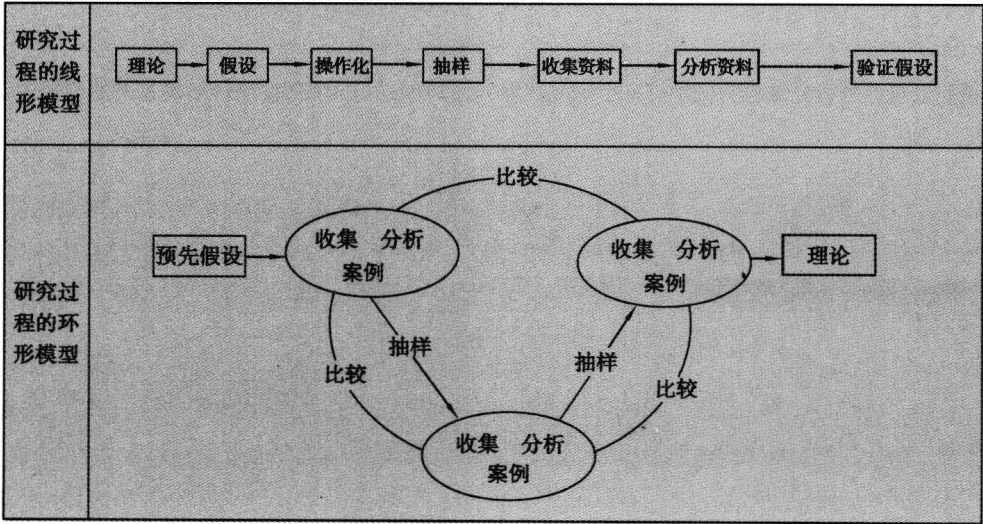 研究过
程的线
形模型
理论 假设 操作化 抽样 收集资料 分析资料 验证假设
研究过
程的环
形模型
比较
预先假设
收集 分析
案例
收集 分析
案例
理论
抽样
抽样
比较
比较
收集 分析
案例